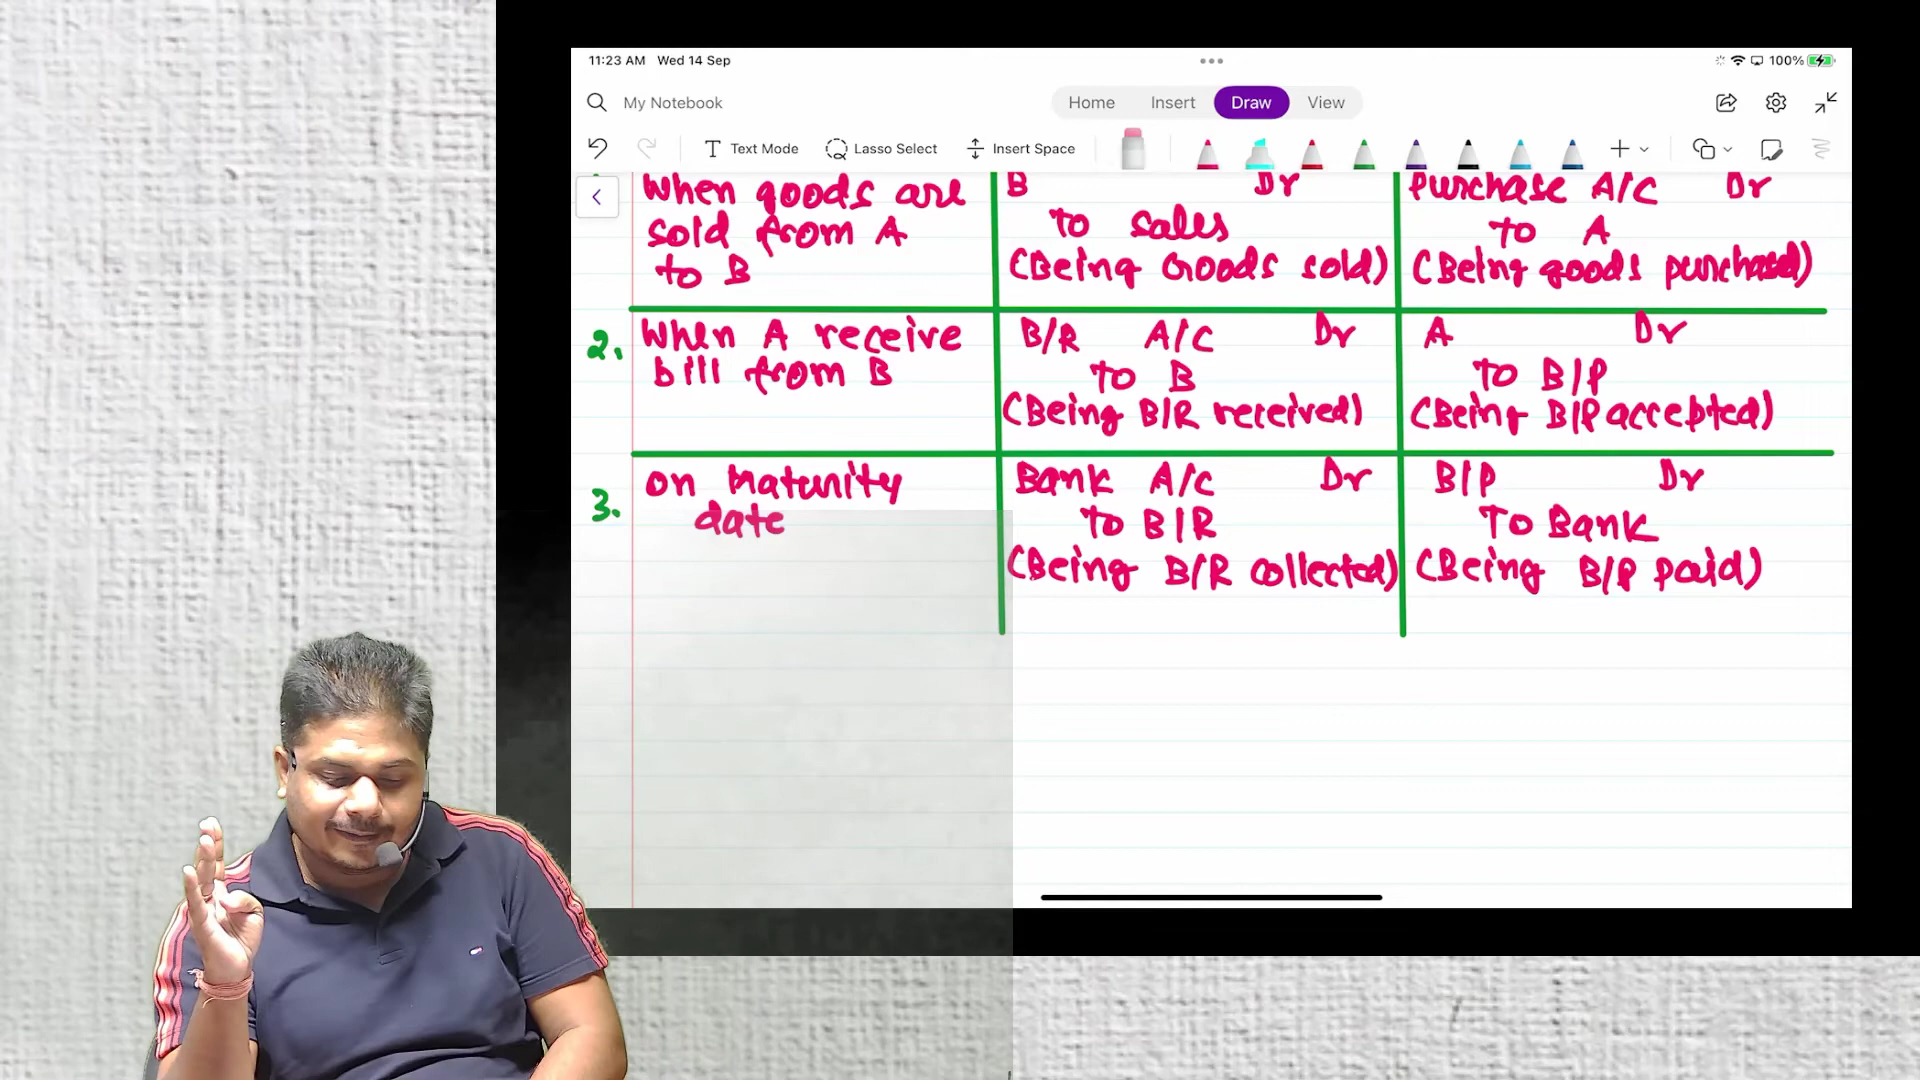 11:23 AM Wed 14 Sep
100%
My Notebook
Home Insert Draw View
Text Mode Lasso Select Insert Space
When goods are
sold from A
to B
B Dr
To sales
(Being Goods sold)
Purchase A/C Dr
To A
(Being goods purchased)
2.
When A receive
bill from B
B/R A/C Dr
To B
(Being B/R received)
A Dr
To B/P
(Being B/P accepted)
3.
On Maturity
date
Bank A/C Dr
To B/R
(Being B/R collected)
B/P Dr
To Bank
(Being B/P paid)